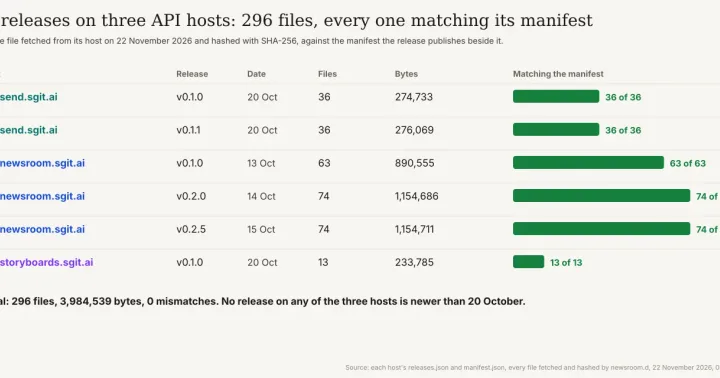 releases on three API hosts: 296 files, every one matching its manifest
file fetched from its host on 22 November 2026 and hashed with SHA-256, against the manifest the release publishes beside it.
Release Date Files Bytes Matching the manifest
send.sgit.ai v0.1.0 20 Oct 36 274,733 36 of 36
send.sgit.ai v0.1.1 20 Oct 36 276,069 36 of 36
newsroom.sgit.ai v0.1.0 13 Oct 63 890,555 63 of 63
newsroom.sgit.ai v0.2.0 14 Oct 74 1,154,686 74 of
newsroom.sgit.ai v0.2.5 15 Oct 74 1,154,711 74 of
storyboards.sgit.ai v0.1.0 20 Oct 13 233,785 13 of 13
296 files, 3,984,539 bytes, 0 mismatches. No release on any of the three hosts is newer than 20 October.
Source: each host's releases.json and manifest.json, every file fetched and hashed by newsroom.d, 22 November 2026, 0